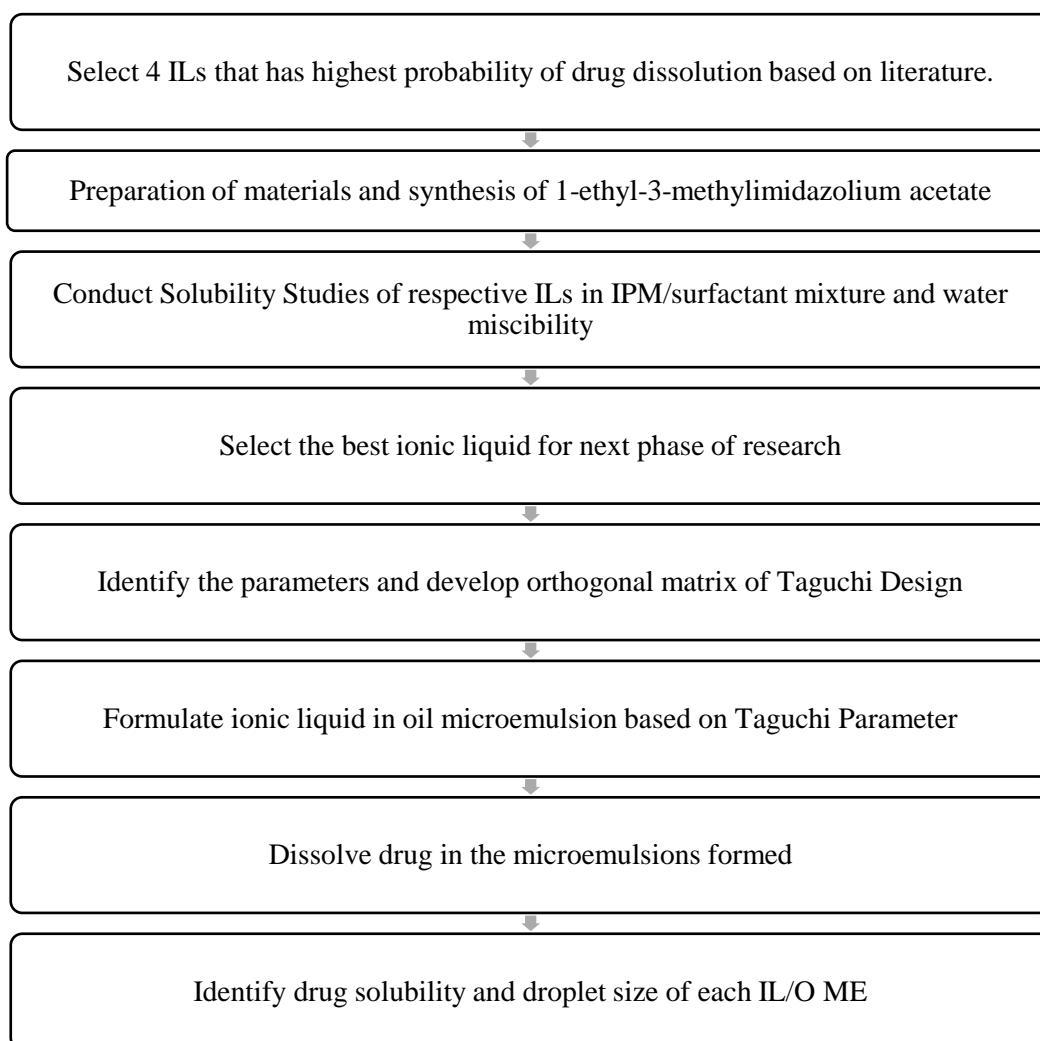 Select 4 ILs that has highest probability of drug dissolution based on literature.
Preparation of materials and synthesis of 1-ethyl-3-methylimidazolium acetate
Conduct Solubility Studies of respective ILs in IPM/surfactant mixture and water
miscibility
Select the best ionic liquid for next phase of research
Identify the parameters and develop orthogonal matrix of Taguchi Design
Formulate ionic liquid in oil microemulsion based on Taguchi Parameter
Dissolve drug in the microemulsions formed
Identify drug solubility and droplet size of each IL/O ME